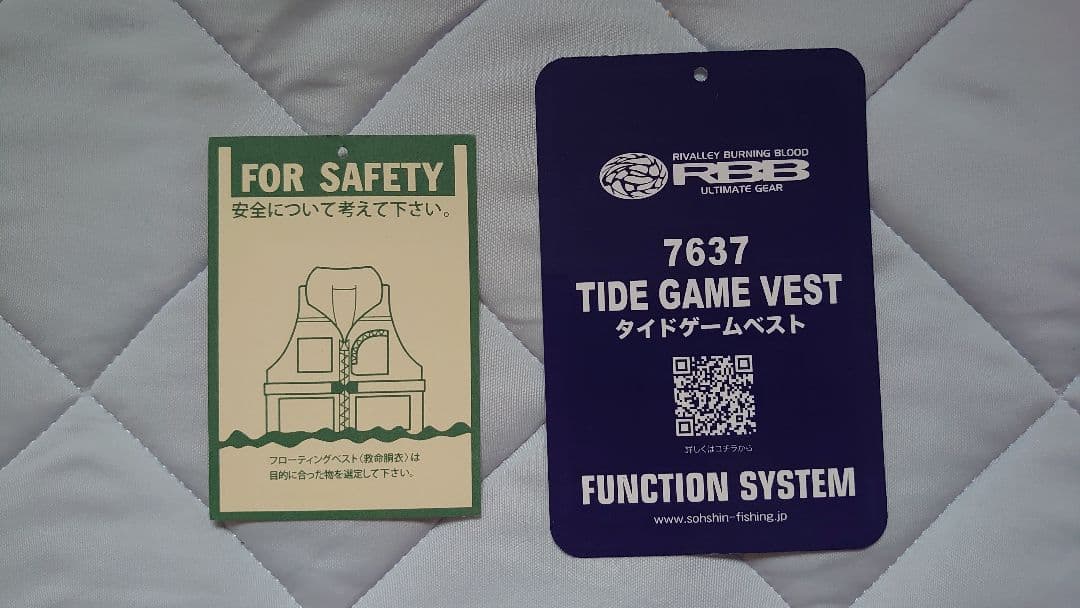 FOR SAFETY
安全について考えて下さい。
フローティングベスト〈救命胴衣〉は
目的に合った物を選定して下さい。
RIVALLEY BURNING BLOOD
RBB
ULTIMATE GEAR
7637
TIDE GAME VEST
タイドゲームベスト
詳しくはコチラから
FUNCTION SYSTEM
www.sohshin-fishing.jp